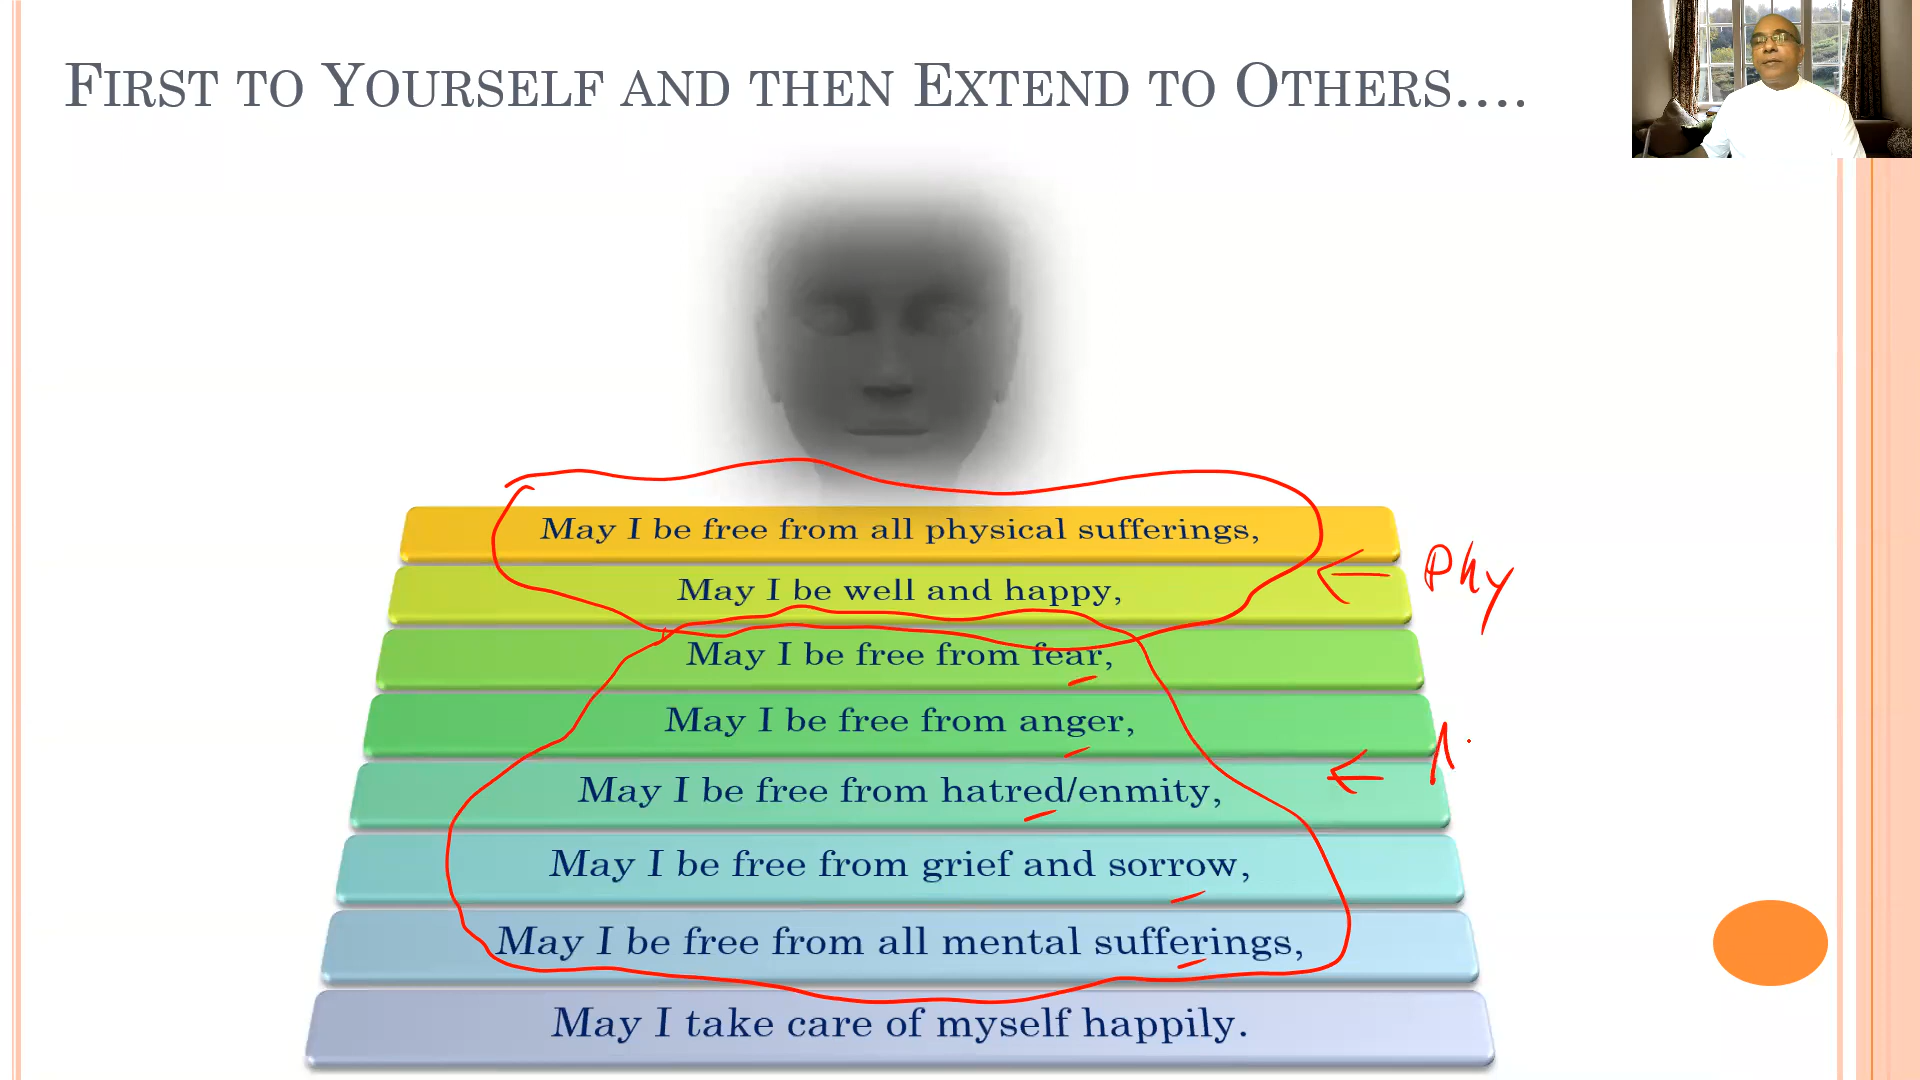 First to Yourself and then Extend to Others....
May I be free from all physical sufferings,
May I be well and happy,
Phy
May I be free from fear,
May I be free from anger,
May I be free from hatred/enmity,
May I be free from grief and sorrow,
May I be free from all mental sufferings,
May I take care of myself happily.